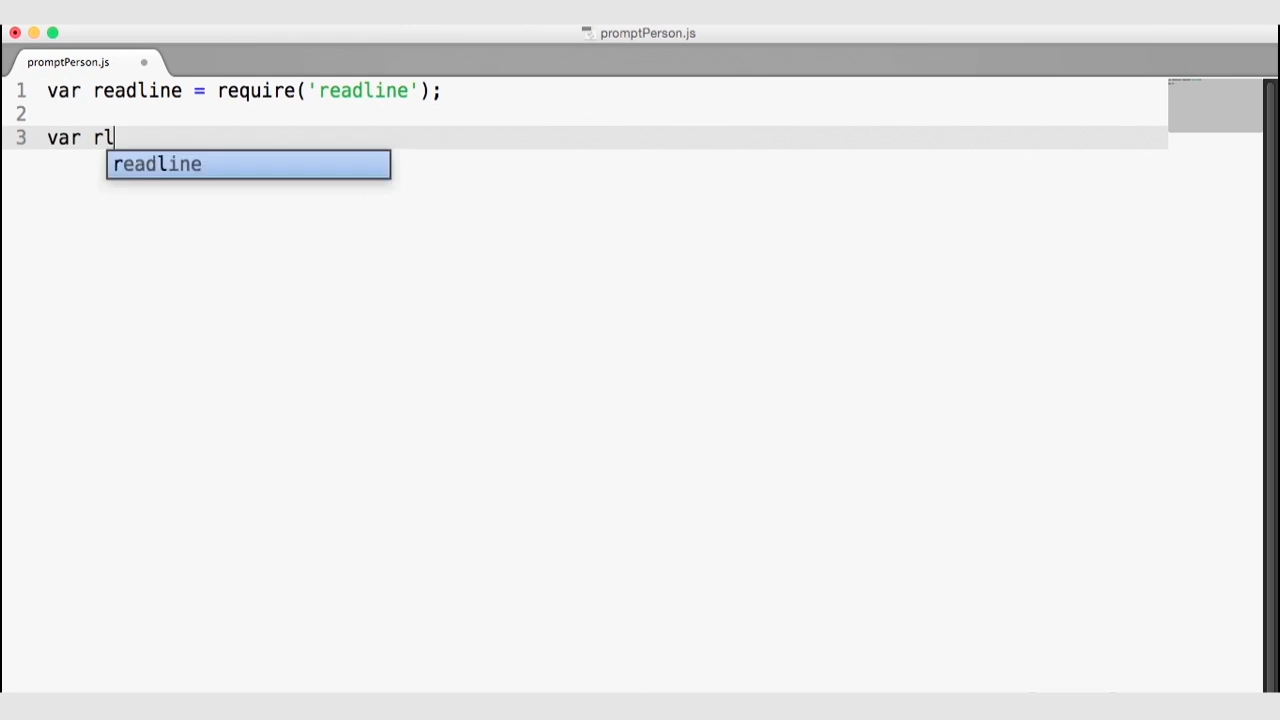 promptPerson.js
promptPerson.js
1 var readline = require('readline');
2
3 var rl
readline